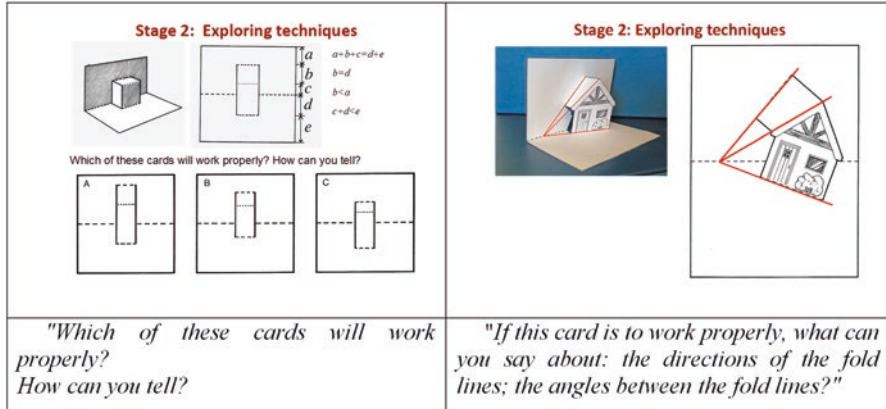 Stage 2: Exploring techniques
a
b
c
d
e
a+b+c=d+e
b=d
b<a
c+d<e
Which of these cards will work properly? How can you tell?
A
B
C
"Which of these cards will work
properly?
How can you tell?
Stage 2: Exploring techniques
"If this card is to work properly, what can
you say about: the directions of the fold
lines; the angles between the fold lines?"